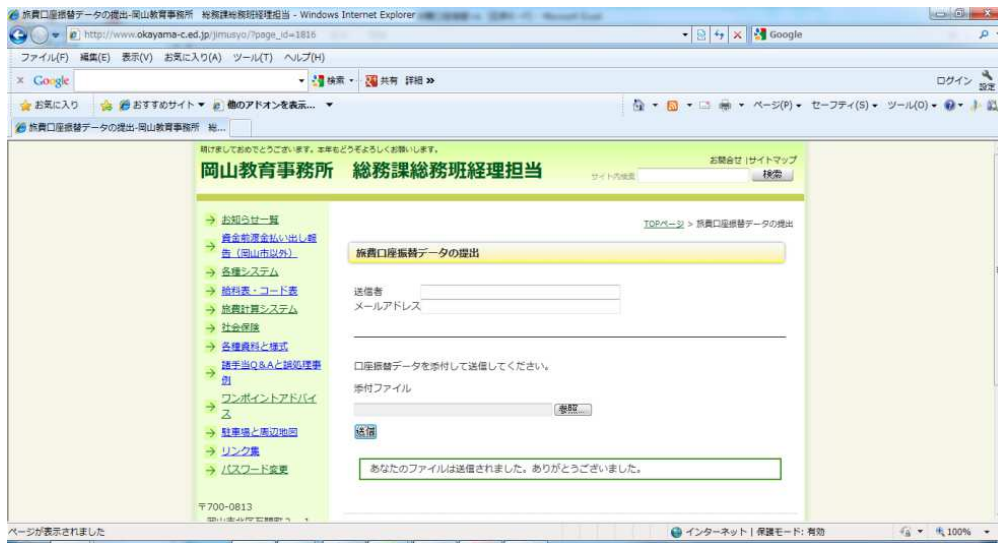 旅費口座振替データの提出-岡山教育事務所 総務課総務班経理担当 - Windows Internet Explorer
http://www.okayama-c.ed.jp/jimusyo/?page_id=1816
Google
ファイル(F) 編集(E) 表示(V) お気に入り(A) ツール(T) ヘルプ(H)
× Google 検索 共有 詳細 » ログイン 設定
お気に入り おすすめサイト 他のアドオンを表示... ページ(P) セーフティ(S) ツール(O)
旅費口座振替データの提出-岡山教育事務所 総...
明けましておめでとうございます。本年もどうぞよろしくお願いします。
岡山教育事務所 総務課総務班経理担当
お問合せ | サイトマップ
サイト内検索 検索
お知らせ一覧
資金前渡金払い出し報
告（岡山市以外）
各種システム
給料表・コード表
旅費計算システム
社会保険
各種資料と様式
諸手当Q&Aと誤処理事
例
ワンポイントアドバイ
ス
駐車場と周辺地図
リンク集
パスワード変更
〒700-0813
TOPページ > 旅費口座振替データの提出
旅費口座振替データの提出
送信者
メールアドレス
口座振替データを添付して送信してください。
添付ファイル
参照...
送信
あなたのファイルは送信されました。ありがとうございました。
ページが表示されました インターネット | 保護モード: 有効 100%